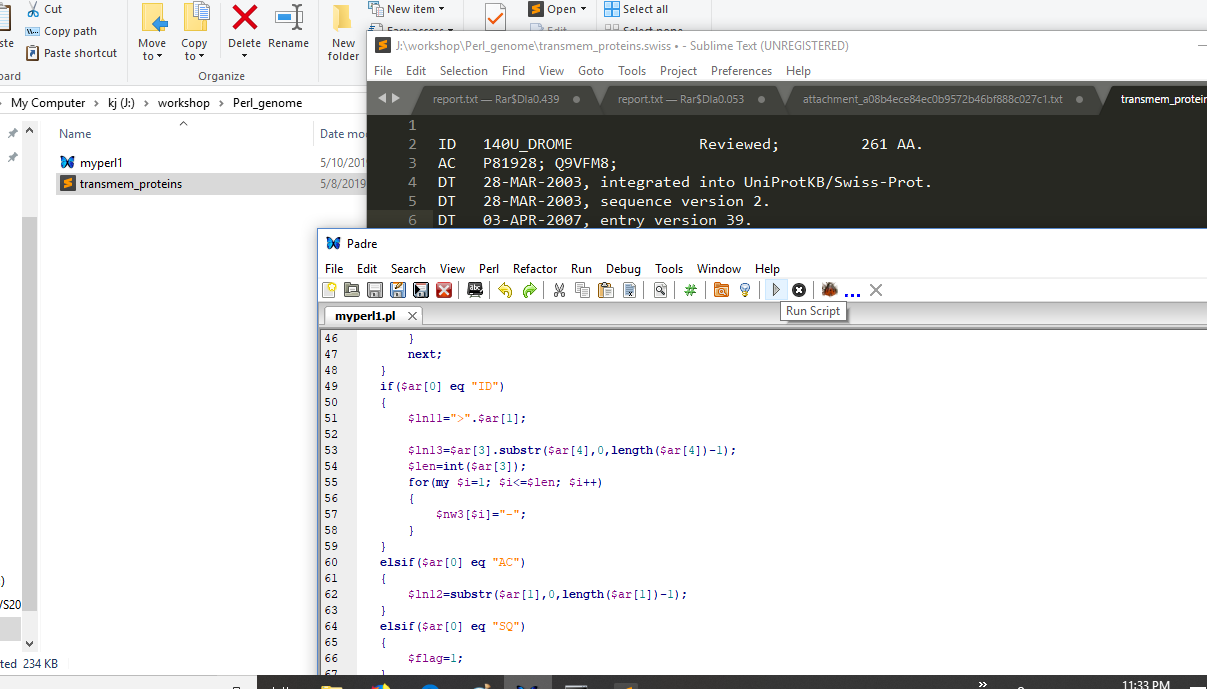 Cut
Copy path
Paste shortcut
Move to
Copy to
Delete
Rename
New folder
New item
Open
Select all
Organize
My Computer > kj (J:) > workshop > Perl_genome
Name
Date mo
myperl1
5/10/201
transmem_proteins
5/8/2019
234 KB
J:\workshop\Perl_genome\transmem_proteins.swiss • - Sublime Text (UNREGISTERED)
File Edit Selection Find View Goto Tools Project Preferences Help
report.txt — Rar$DIa0.439
report.txt — Rar$DIa0.053
attachment_a08b4ece84ec0b9572b46bf888c027c1.txt
transmem_protein
1
2 ID 140U_DROME Reviewed; 261 AA.
3 AC P81928; Q9VFM8;
4 DT 28-MAR-2003, integrated into UniProtKB/Swiss-Prot.
5 DT 28-MAR-2003, sequence version 2.
6 DT 03-APR-2007, entry version 39.
Padre
File Edit Search View Perl Refactor Run Debug Tools Window Help
Run Script
myperl1.pl
46 }
47 next;
48 }
49 if($ar[0] eq "ID")
50 {
51 $lnl1=">".$ar[1];
52
53 $lnl3=$ar[3].substr($ar[4],0,length($ar[4])-1);
54 $len=int($ar[3]);
55 for(my $i=1; $i<=$len; $i++)
56 {
57 $nw3[$i]="-";
58 }
59 }
60 elsif($ar[0] eq "AC")
61 {
62 $lnl2=substr($ar[1],0,length($ar[1])-1);
63 }
64 elsif($ar[0] eq "SQ")
65 {
66 $flag=1;
67 }
11:33 PM